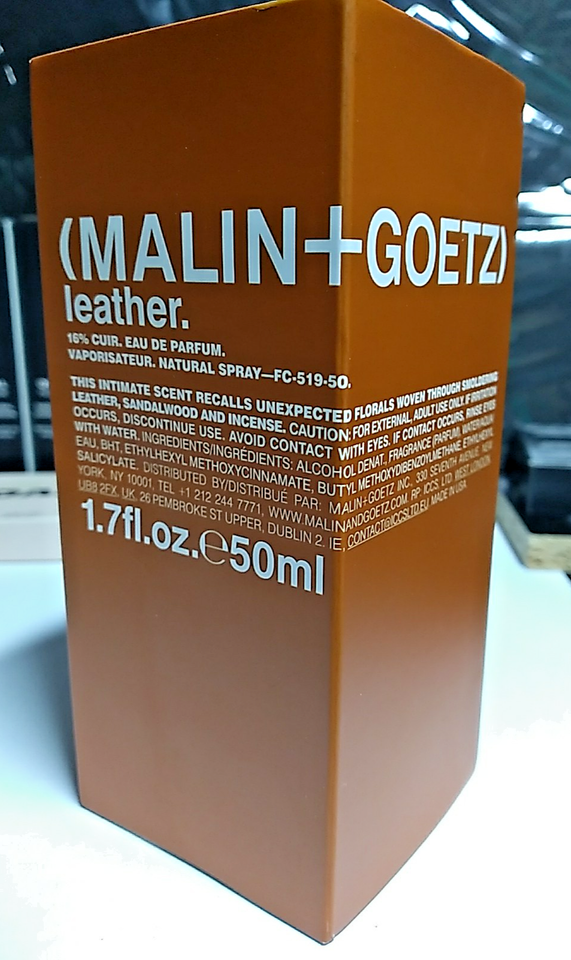 (MALIN+GOETZ)
leather.
16% CUIR. EAU DE PARFUM.
VAPORISATEUR. NATURAL SPRAY—FC-519-50.
THIS INTIMATE SCENT RECALLS UNEXPECTED FLORALS WOVEN THROUGH SMOLDERING
LEATHER, SANDALWOOD AND INCENSE. CAUTION: FOR EXTERNAL, ADULT USE ONLY. IF IRRITATION
OCCURS, DISCONTINUE USE. AVOID CONTACT WITH EYES. IF CONTACT OCCURS, RINSE EYES
WITH WATER. INGREDIENTS/INGRÉDIENTS: ALCOHOL DENAT., FRAGRANCE (PARFUM), WATER/AQUA/
EAU, BHT, ETHYLHEXYL METHOXYCINNAMATE, BUTYL METHOXYDIBENZOYLMETHANE, ETHYLHEXYL
SALICYLATE. DISTRIBUTED BY/DISTRIBUÉ PAR: MALIN+GOETZ INC. 330 SEVENTH AVENUE. NEW
YORK. NY 10001, TEL +1 212 244 7771, WWW.MALINANDGOETZ.COM. RP. ICCS. LTD. WEST LONDON.
UB8 2FX. UK. 26 PEMBROKE ST UPPER, DUBLIN 2. IE, CONTACT@ICCSLTD.EU MADE IN USA.
1.7fl.oz.℮50ml